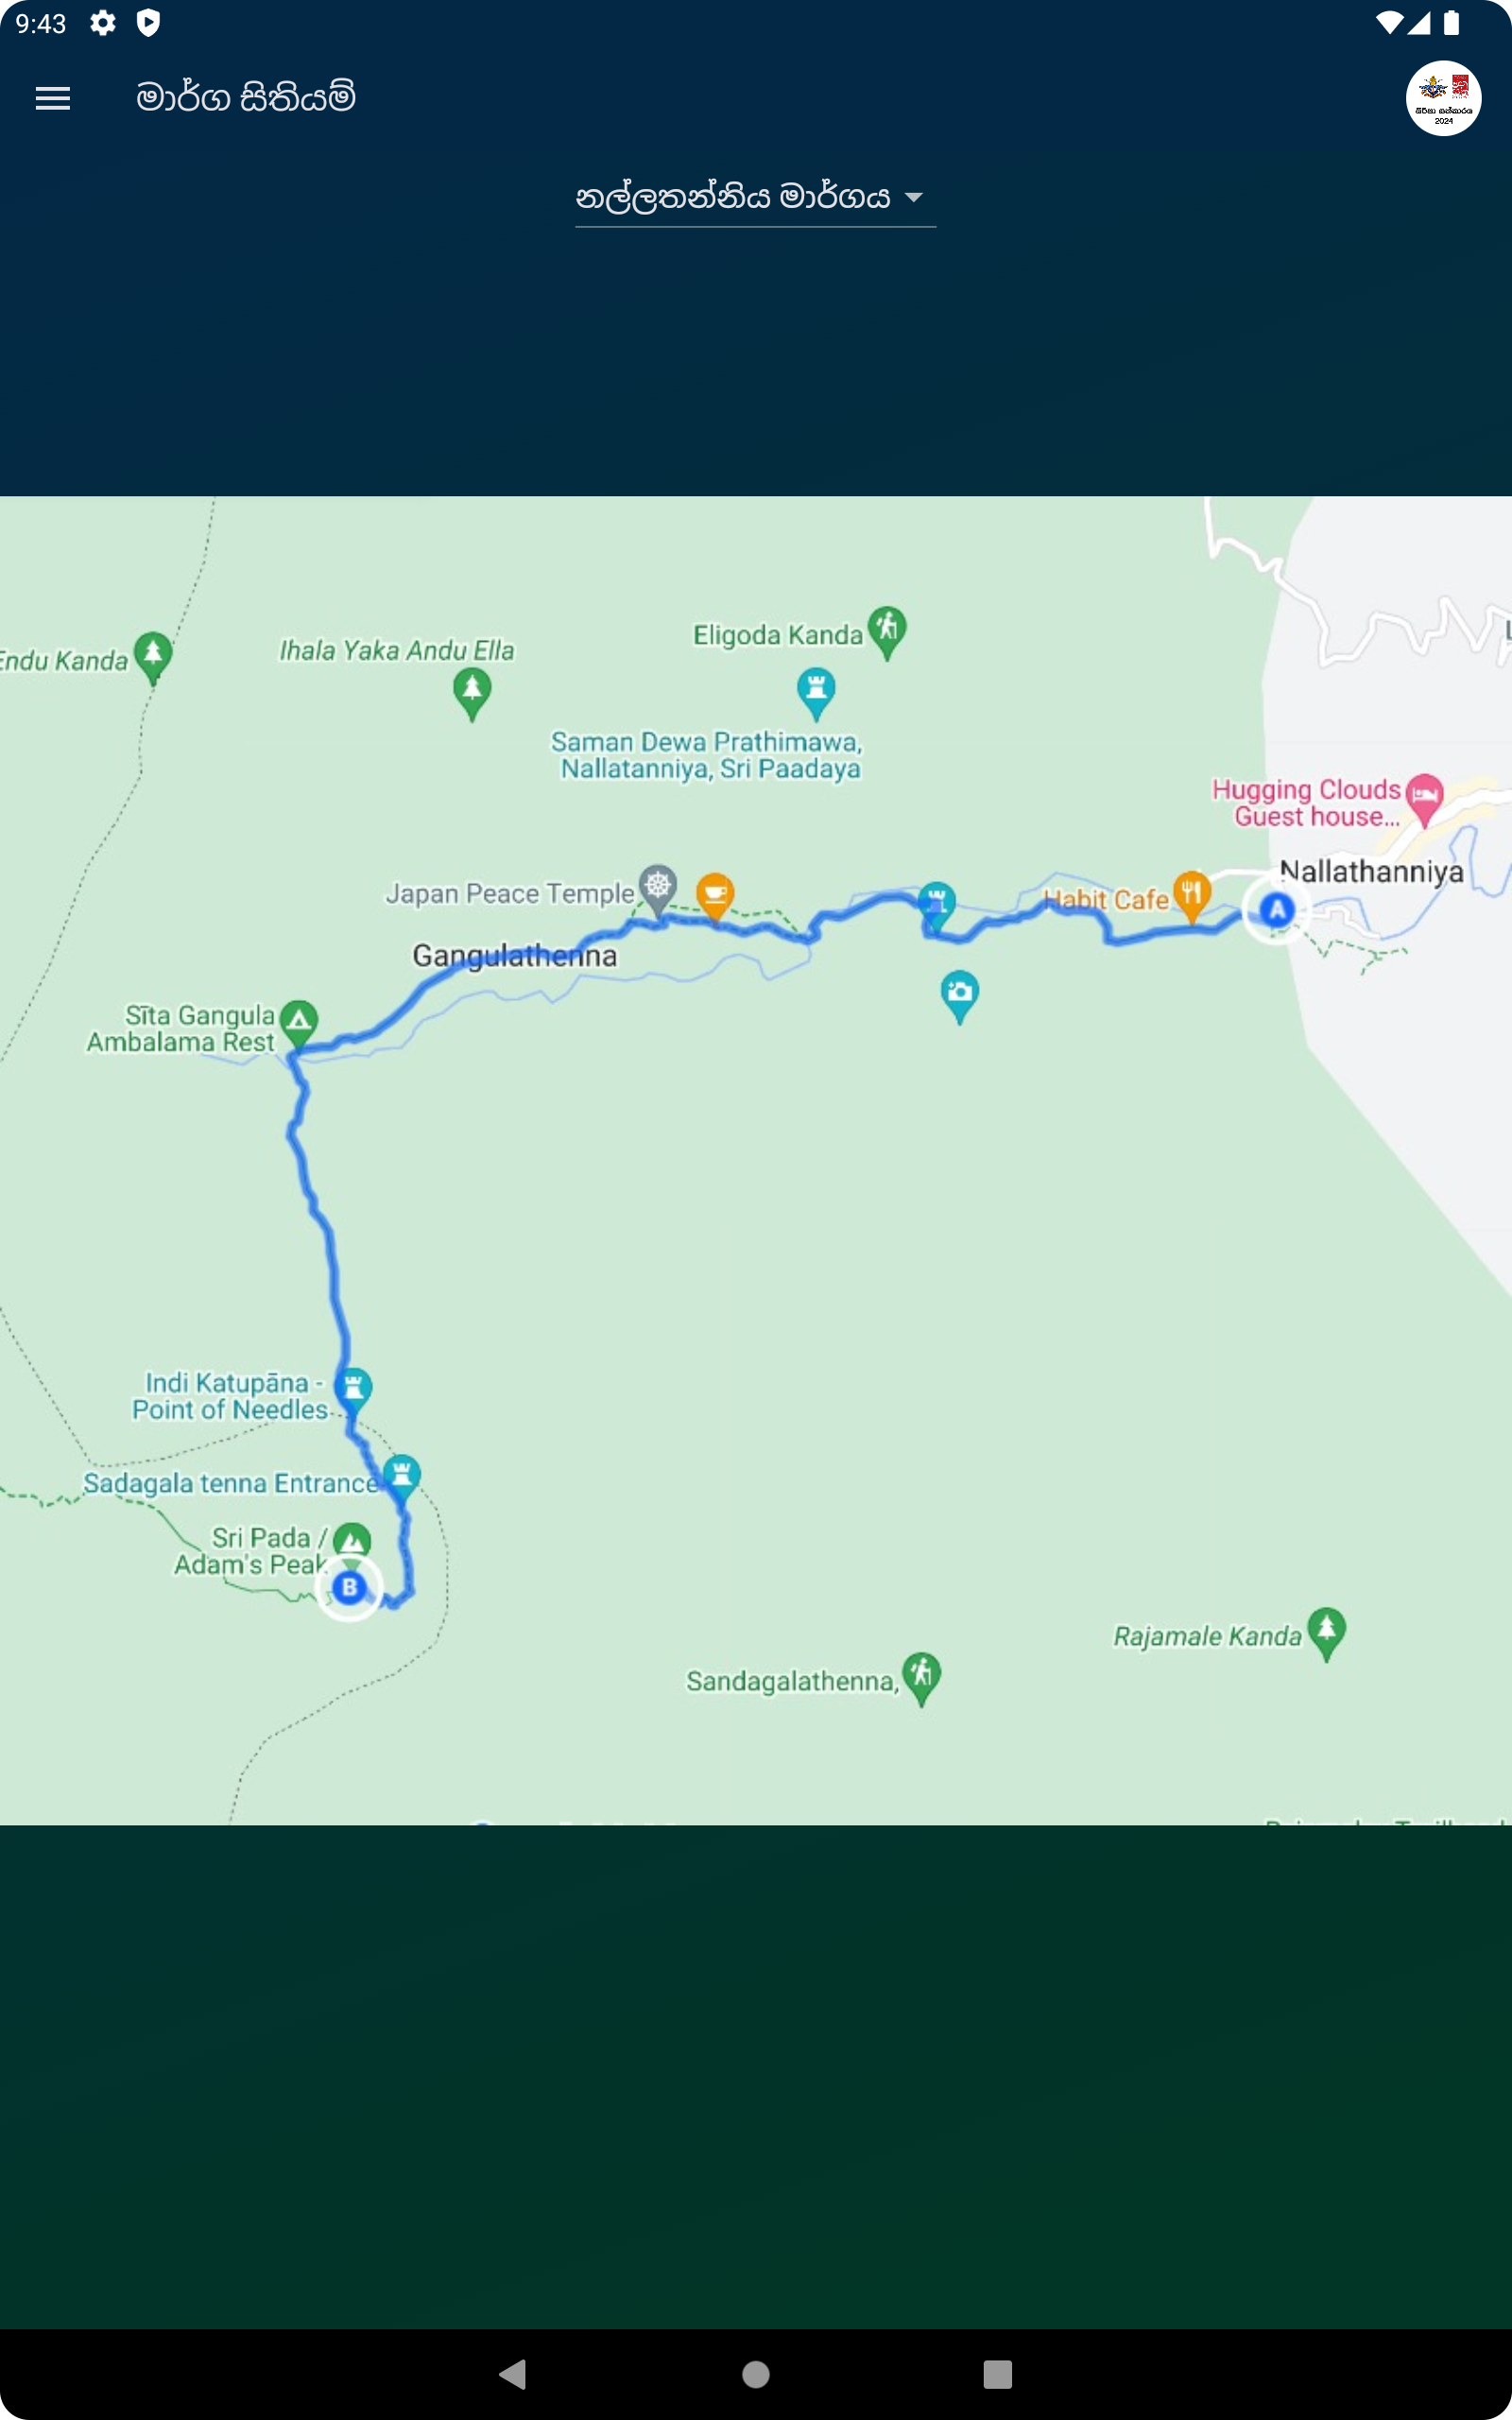 9:43
මාර්ග සිතියම්
2024
නල්ලතන්නිය මාර්ගය
Endu Kanda
Ihala Yaka Andu Ella
Eligoda Kanda
Saman Dewa Prathimawa,
Nallatanniya, Sri Paadaya
Hugging Clouds
Guest house...
Nallathanniya
Japan Peace Temple
Habit Cafe
A
Gangulathenna
Sīta Gangula
Ambalama Rest
Indi Katupāna -
Point of Needles
Sadagala tenna Entrance
Sri Pada /
Adam's Peak
B
Rajamale Kanda
Sandagalathenna,